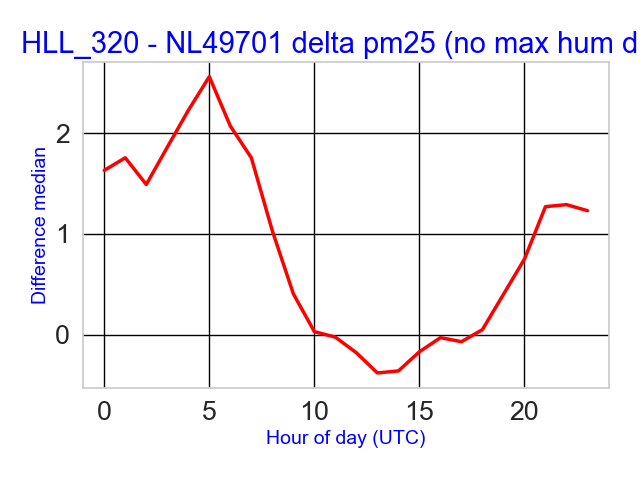 HLL_320 - NL49701 delta pm25 (no max hum d
Difference median
2
1
0
0 5 10 15 20
Hour of day (UTC)